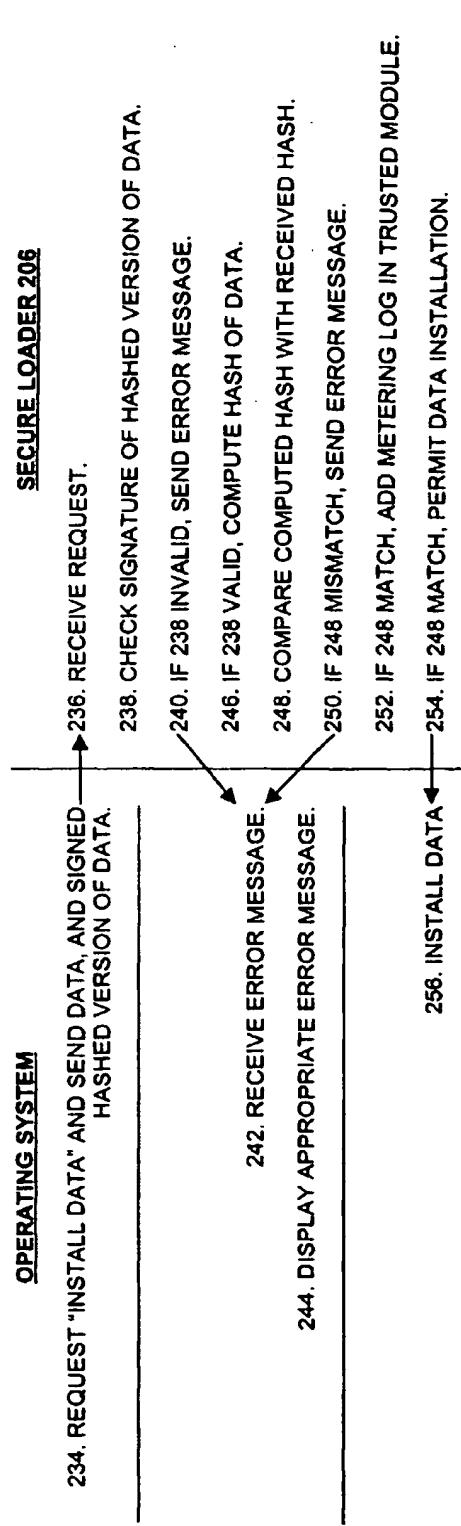 OPERATING SYSTEM
234. REQUEST "INSTALL DATA" AND SEND DATA, AND SIGNED
HASHED VERSION OF DATA.
242. RECEIVE ERROR MESSAGE.
244. DISPLAY APPROPRIATE ERROR MESSAGE.
256. INSTALL DATA
SECURE LOADER 206
236. RECEIVE REQUEST.
238. CHECK SIGNATURE OF HASHED VERSION OF DATA.
240. IF 238 INVALID, SEND ERROR MESSAGE.
246. IF 238 VALID, COMPUTE HASH OF DATA.
248. COMPARE COMPUTED HASH WITH RECEIVED HASH.
250. IF 248 MISMATCH, SEND ERROR MESSAGE.
252. IF 248 MATCH, ADD METERING LOG IN TRUSTED MODULE.
254. IF 248 MATCH, PERMIT DATA INSTALLATION.